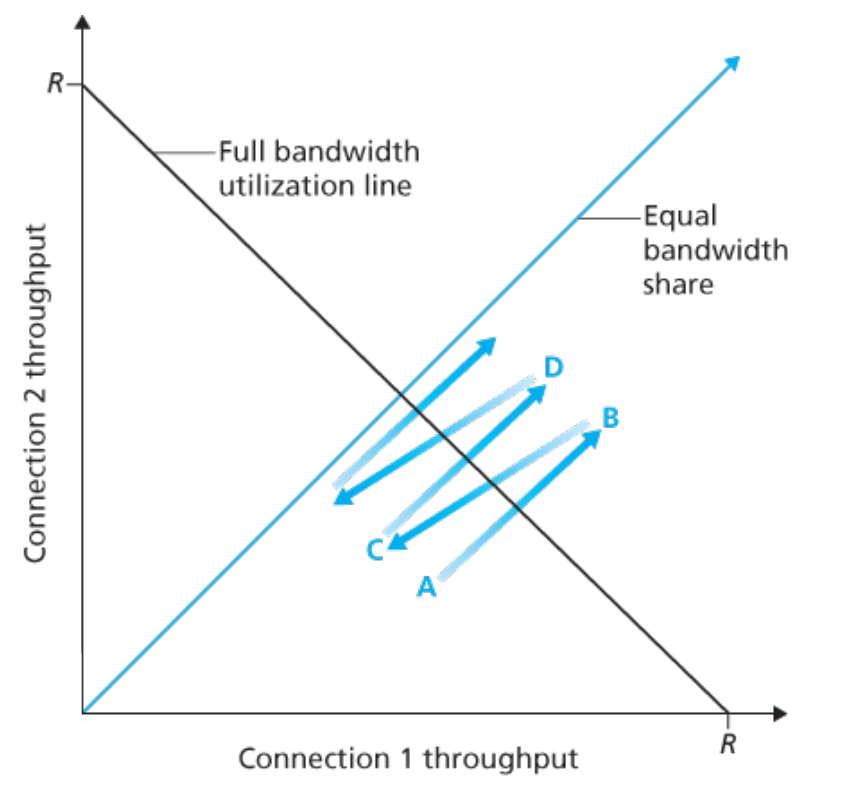 R
Full bandwidth
utilization line
Equal
bandwidth
share
Connection 2 throughput
D
B
C
A
R
Connection 1 throughput